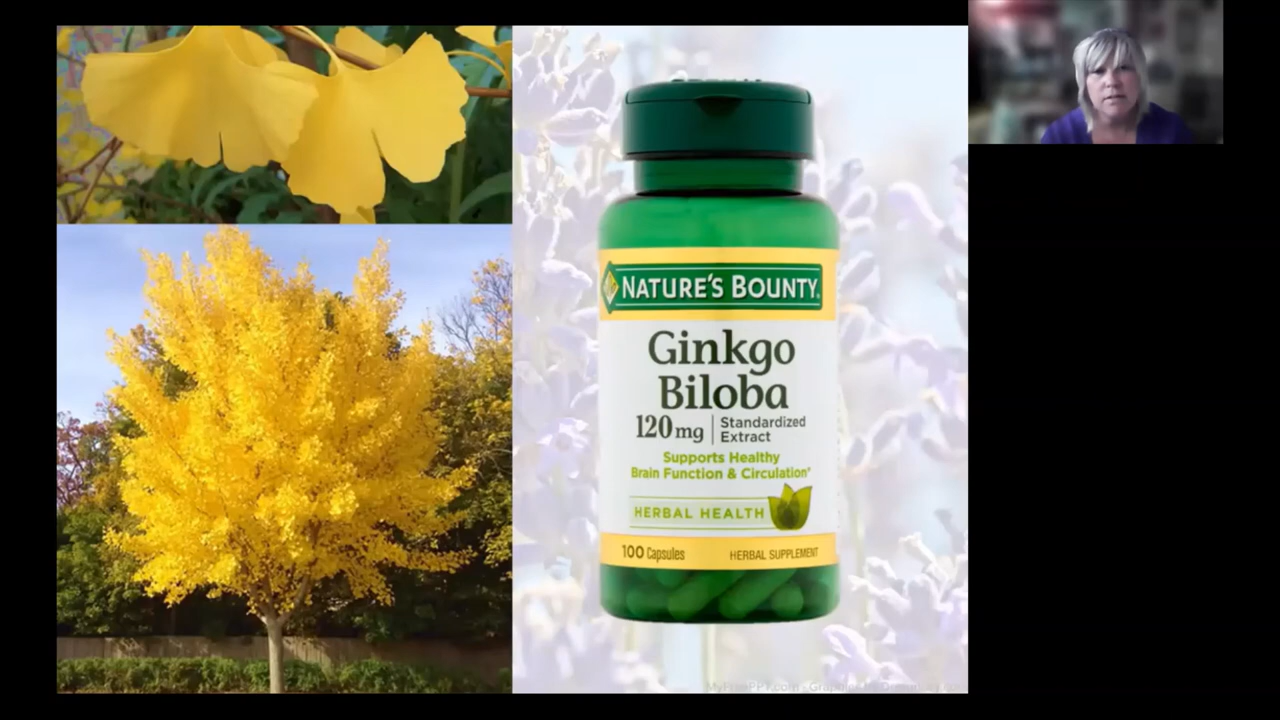 NATURE'S BOUNTY®
Ginkgo
Biloba
120mg
Standardized
Extract
Supports Healthy
Brain Function & Circulation*
HERBAL HEALTH
100 Capsules
HERBAL SUPPLEMENT